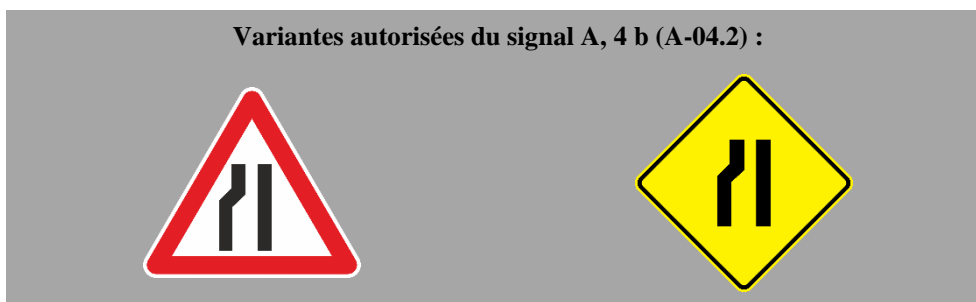 Variantes autorisées du signal A, 4 b (A-04.2) :